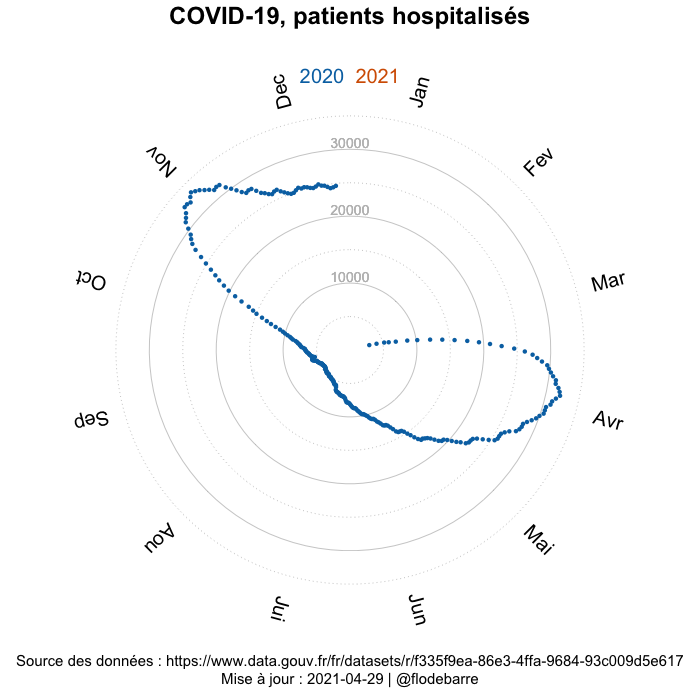 COVID-19, patients hospitalisés
2020 2021
Jan
Fev
Mar
Avr
Mai
Jun
Jui
Aou
Sep
Oct
Nov
Dec
30000
20000
10000
Source des données : https://www.data.gouv.fr/fr/datasets/r/f335f9ea-86e3-4ffa-9684-93c009d5e617
Mise à jour : 2021-04-29 | @flodebarre